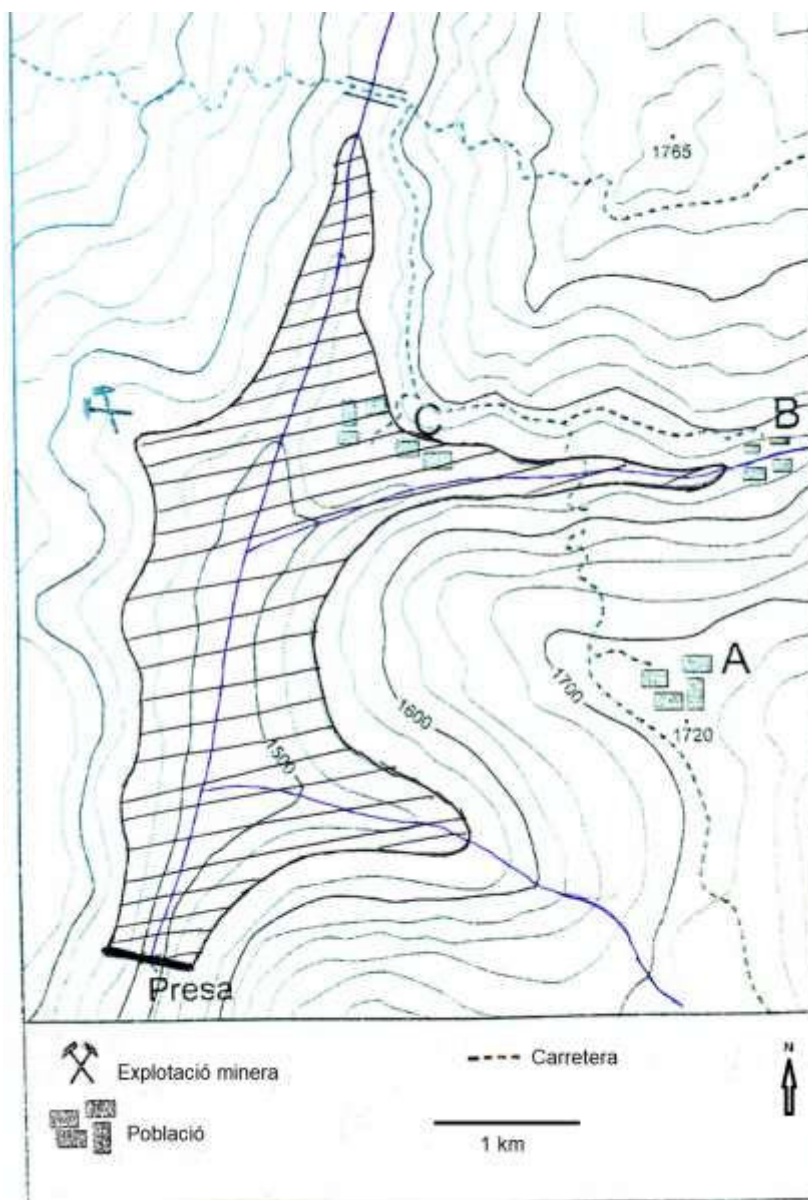 1765
C
B
A
1700
1600
1720
1500
Presa
Explotació minera
Carretera
N
Població
1 km